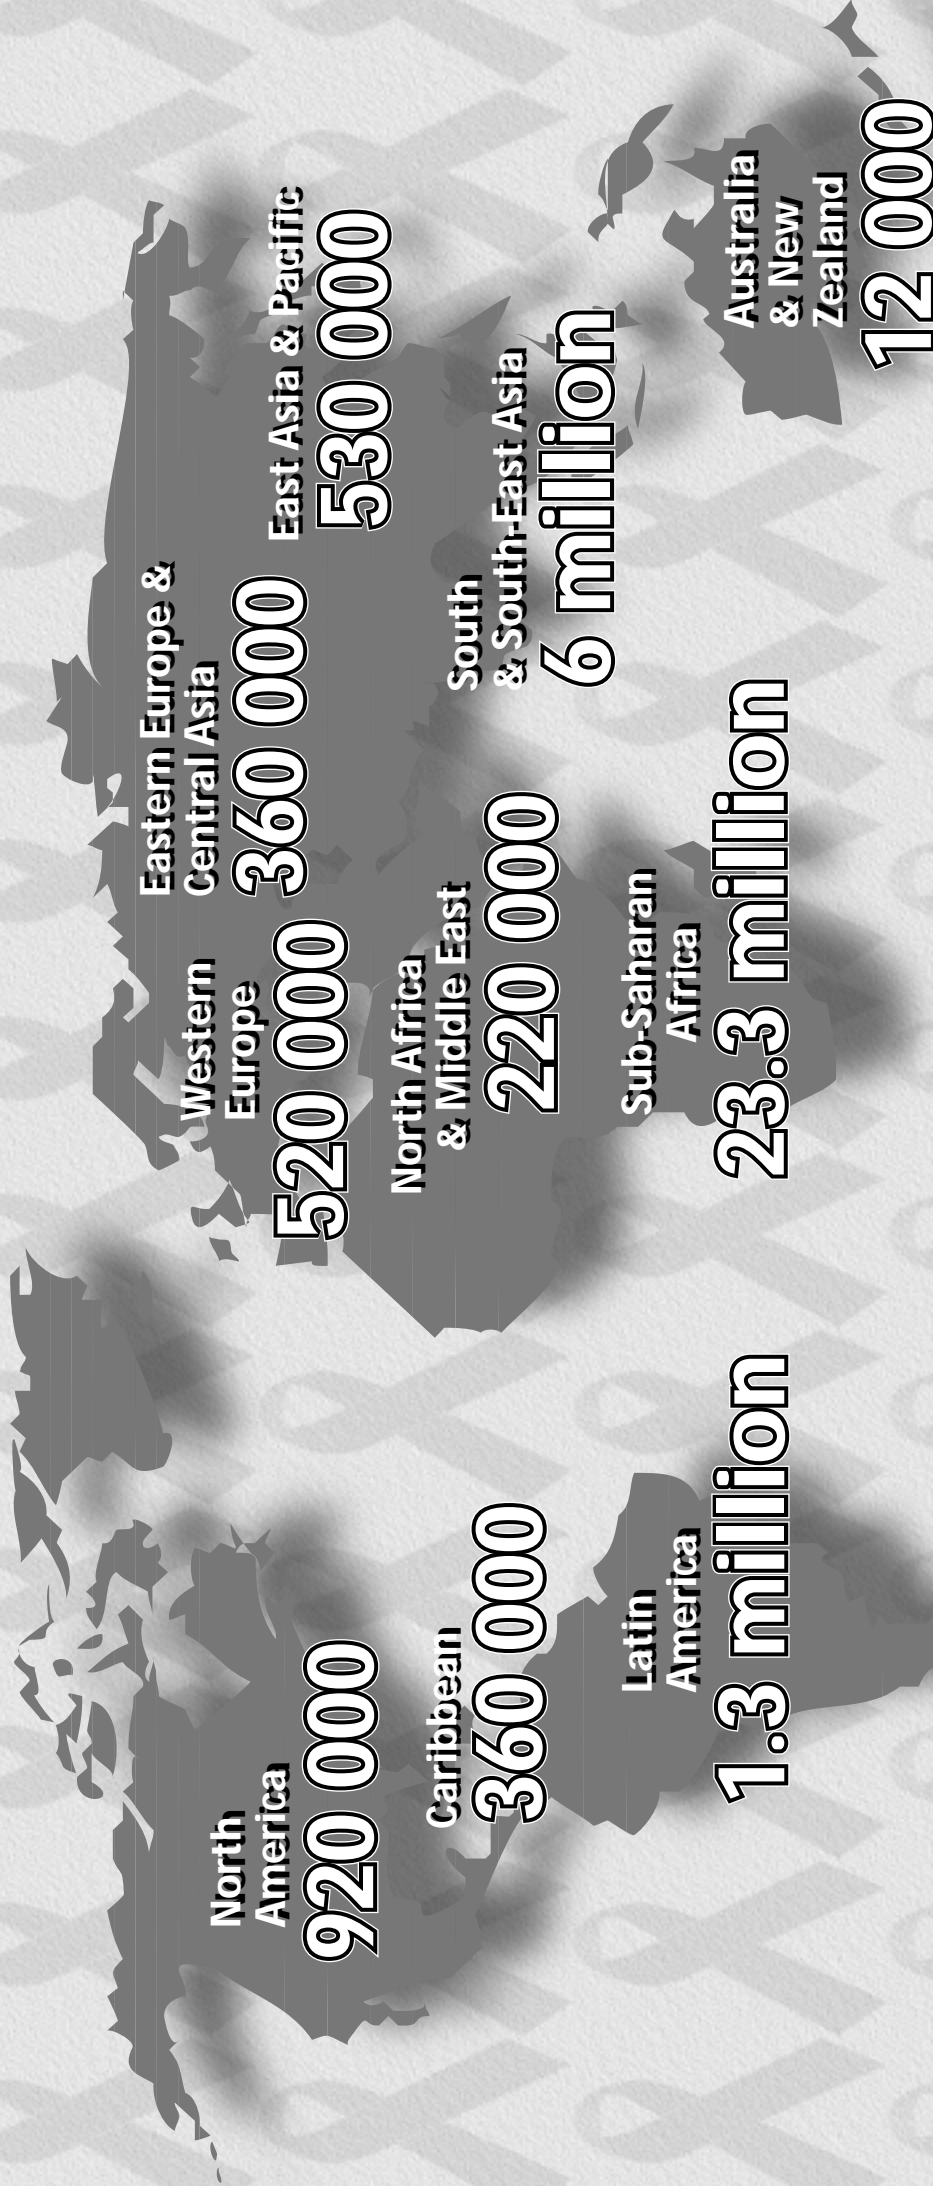 North
America
920 000
Caribbean
360 000
Latin
America
1.3 million
Western
Europe
520 000
North Africa
& Middle East
220 000
Sub-Saharan
Africa
23.3 million
Eastern Europe &
Central Asia
360 000
East Asia & Pacific
530 000
South
& South-East Asia
6 million
Australia
& New
Zealand
12 000